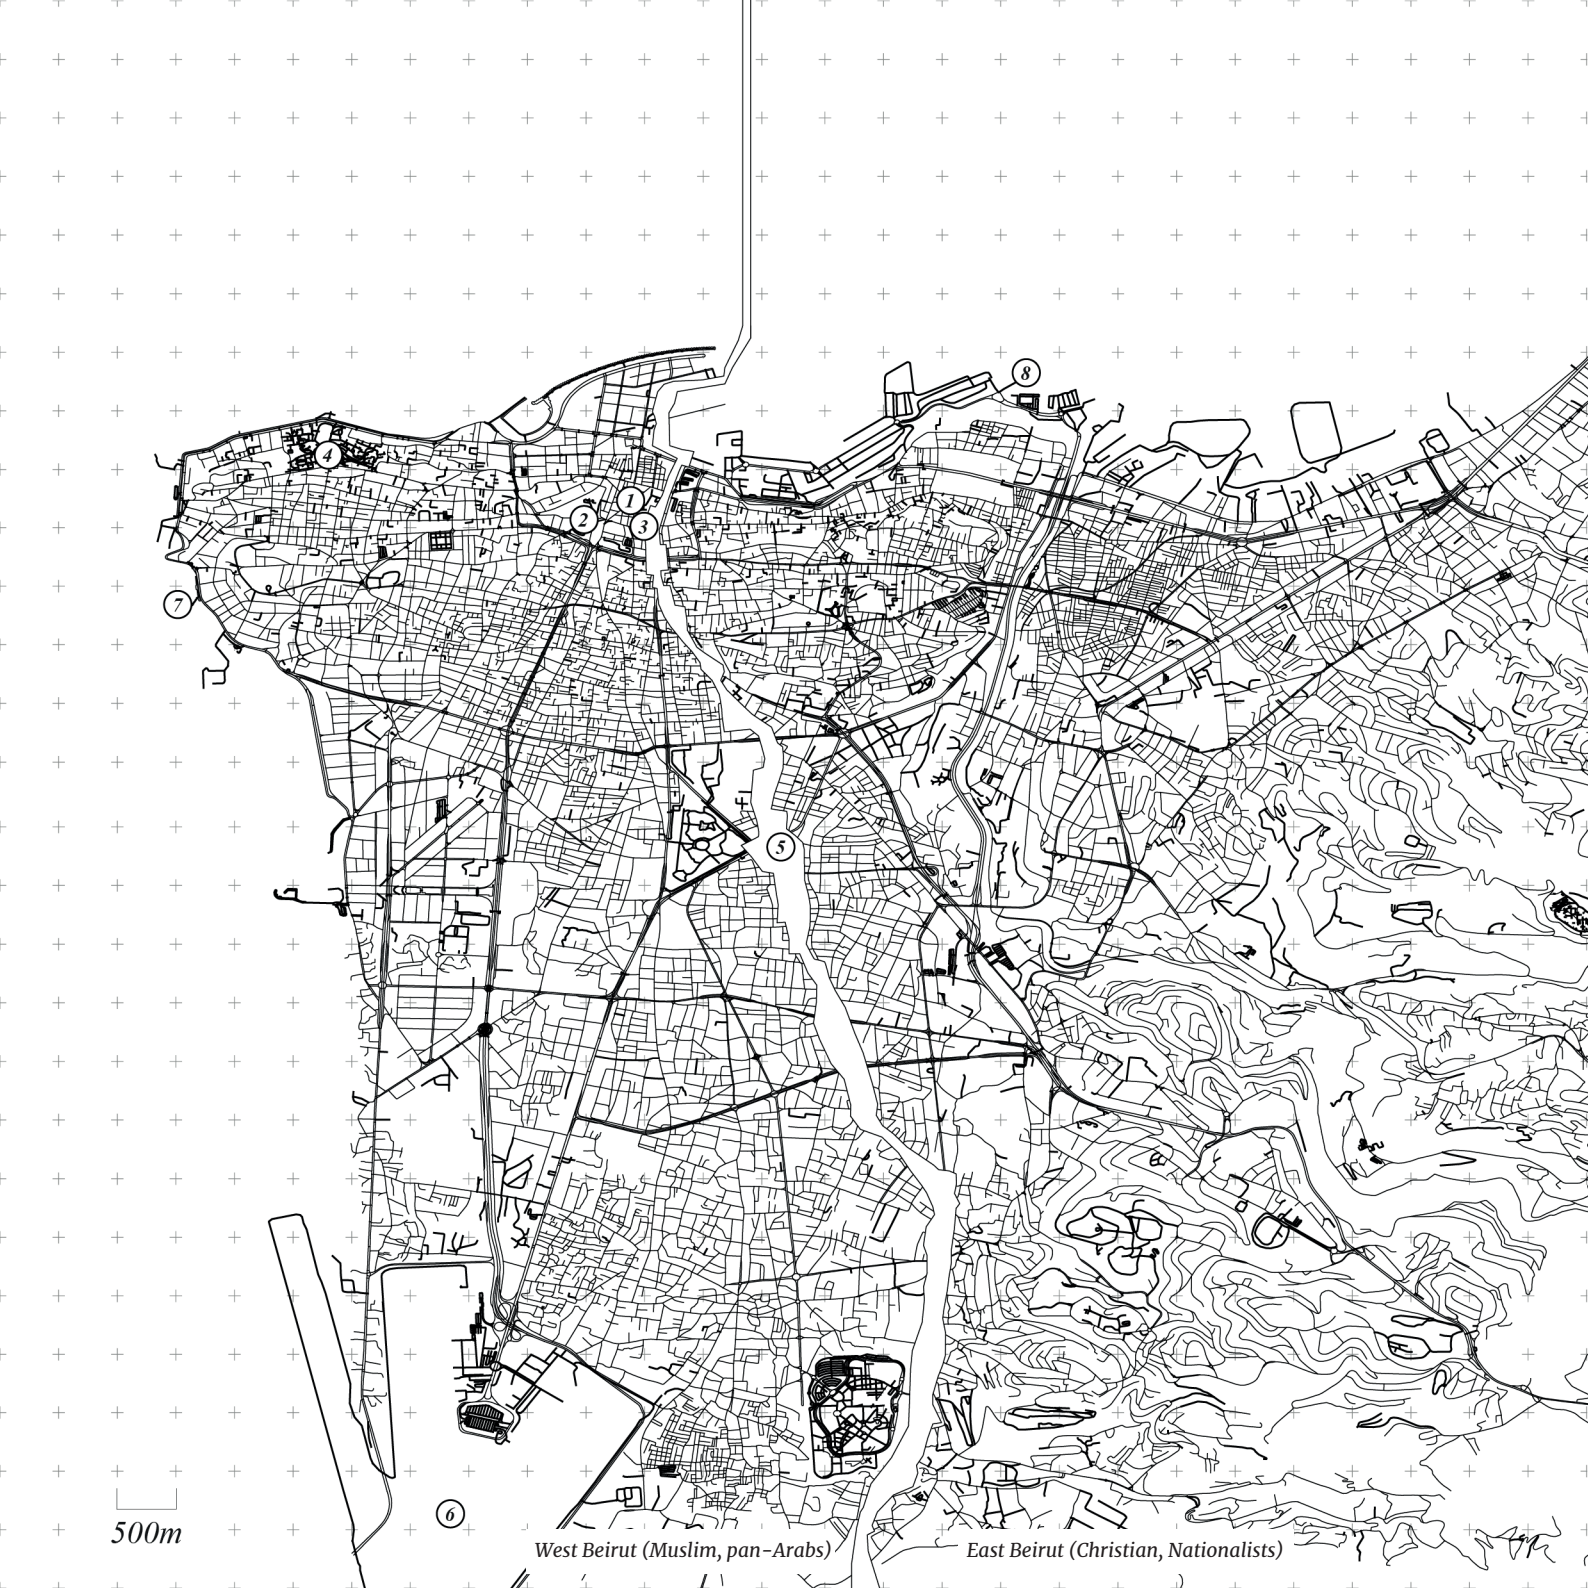 8
4
1
2
3
7
5
6
500m
West Beirut (Muslim, pan-Arabs)
East Beirut (Christian, Nationalists)